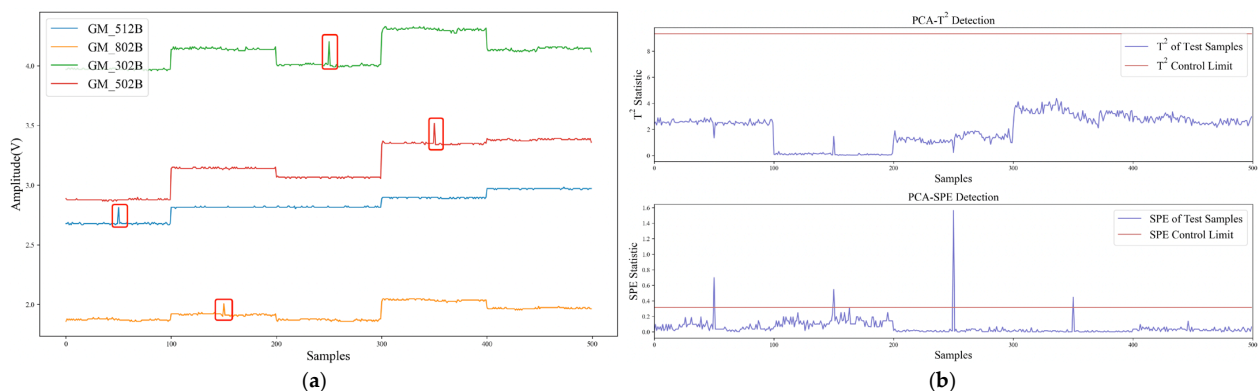 GM_512B
GM_802B
GM_302B
GM_502B
Amplitude(V)
4.0
3.5
3.0
2.5
2.0
0
100
200
300
400
500
Samples
(a)
PCA-T² Detection
T² of Test Samples
T² Control Limit
T² Statistic
8
6
4
2
0
0
100
200
300
400
500
Samples
PCA-SPE Detection
SPE of Test Samples
SPE Control Limit
SPE Statistic
1.6
1.4
1.2
1.0
0.8
0.6
0.4
0.2
0.0
0
100
200
300
400
500
Samples
(b)